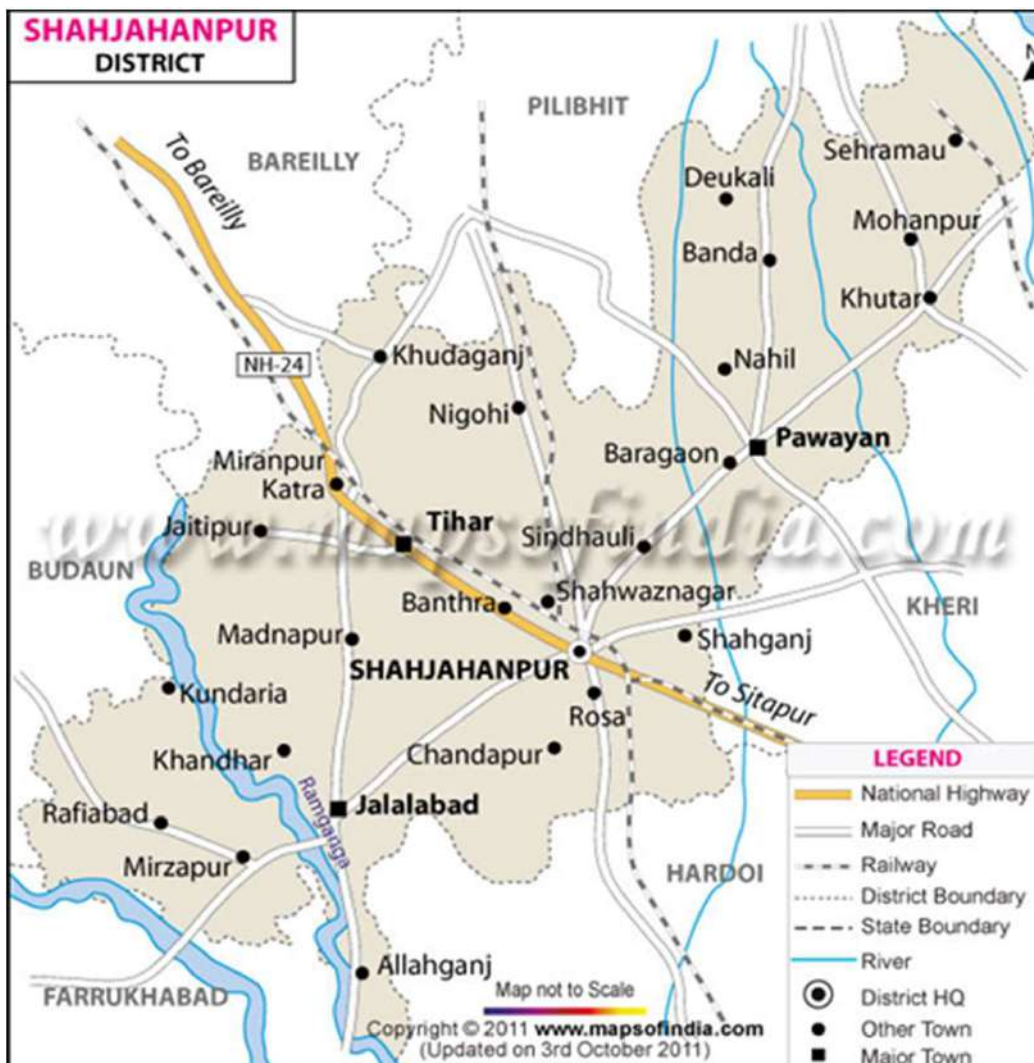 SHAHJAHANPUR
DISTRICT
N
PILIBHIT
To Bareilly
BAREILLY
Sehramau
Deukali
Mohanpur
Banda
Khutar
NH-24
Khudaganj
Nahil
Nigohi
Pawayan
Baragaon
Miranpur
Katra
www.mapsofindia.com
Jaitipur
Tihar
Sindhauli
BUDAUN
Shahwaznagar
Banthra
KHERI
Madnapur
Shahganj
SHAHJAHANPUR
To Sitapur
Kundaria
Rosa
Khandhar
Chandapur
Ramganga
Jalalabad
Rafiabad
Mirzapur
HARDOI
Allahganj
FARRUKHABAD
LEGEND
National Highway
Major Road
Railway
District Boundary
State Boundary
River
District HQ
Other Town
Major Town
Map not to Scale
Copyright © 2011 www.mapsofindia.com
(Updated on 3rd October 2011)